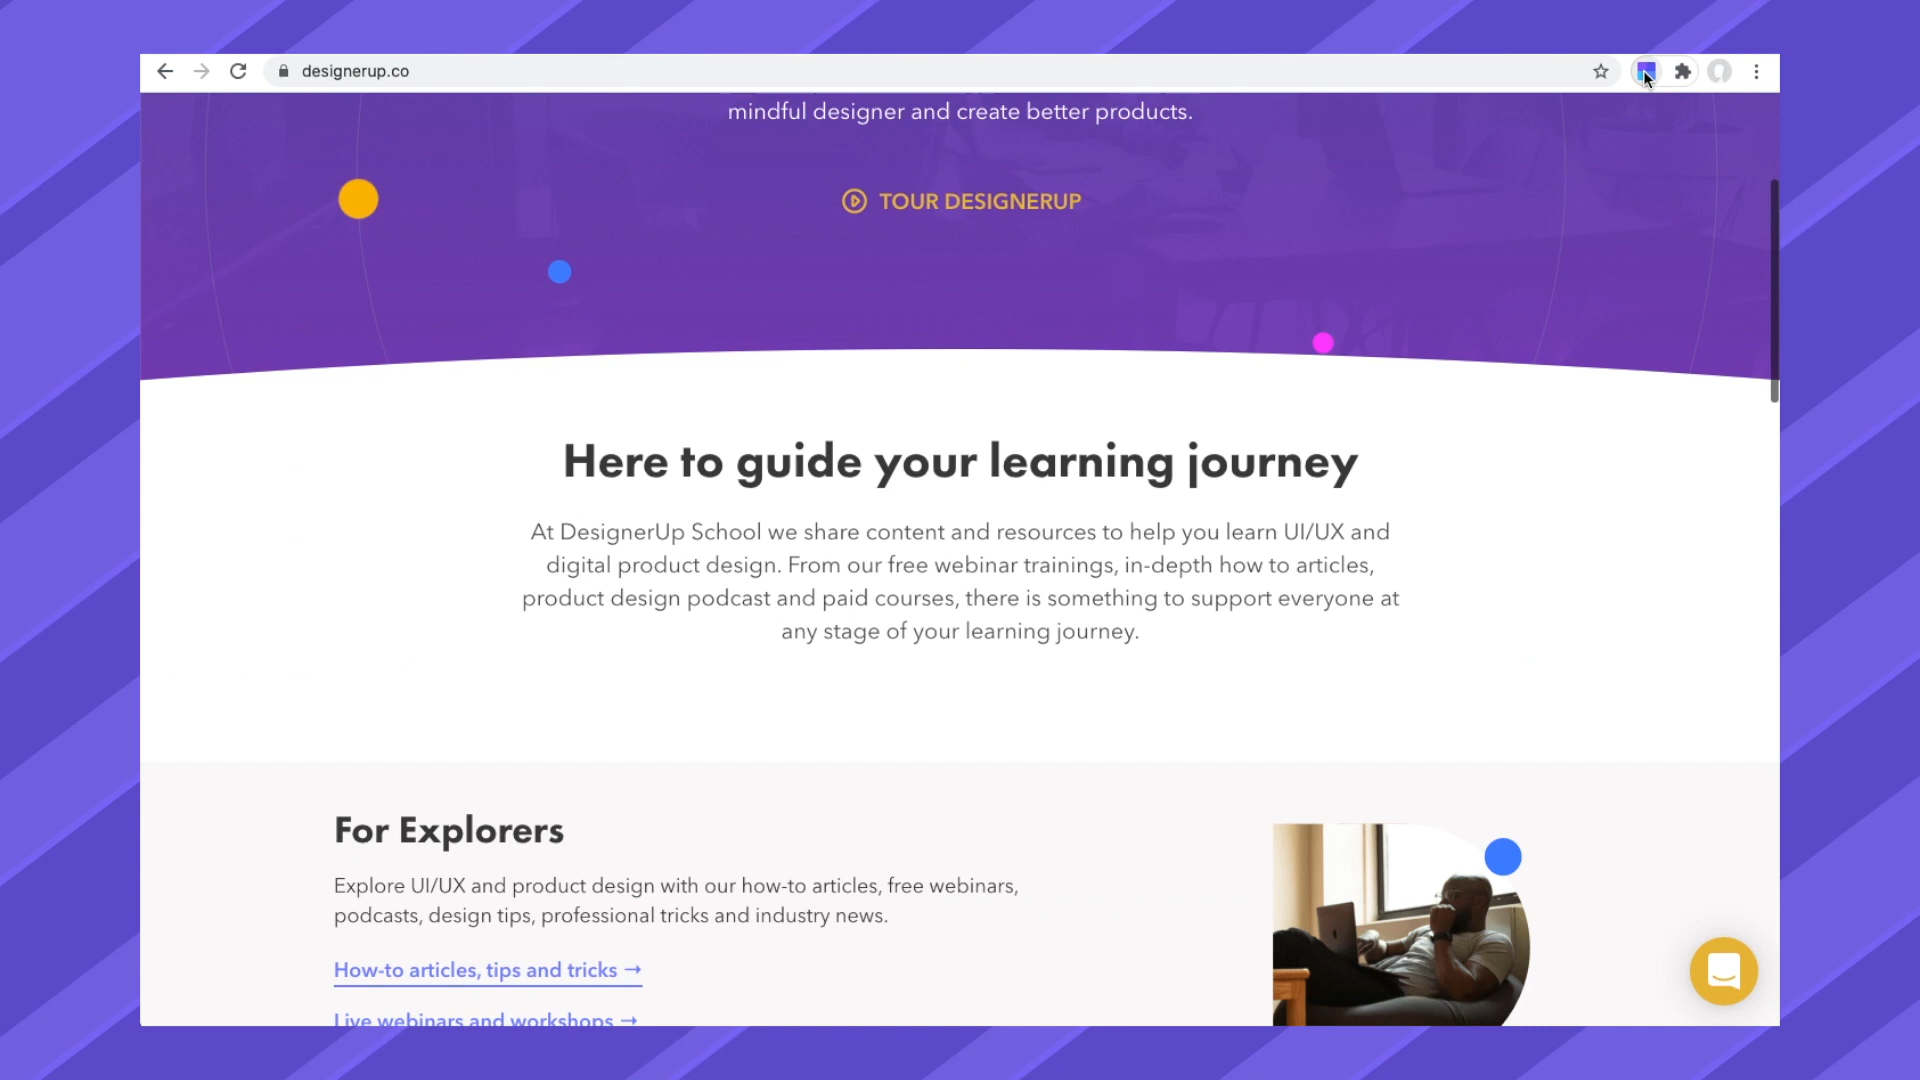 designerup.co
mindful designer and create better products.
TOUR DESIGNERUP
Here to guide your learning journey
At DesignerUp School we share content and resources to help you learn UI/UX and
digital product design. From our free webinar trainings, in-depth how to articles,
product design podcast and paid courses, there is something to support everyone at
any stage of your learning journey.
For Explorers
Explore UI/UX and product design with our how-to articles, free webinars,
podcasts, design tips, professional tricks and industry news.
How-to articles, tips and tricks →
Live webinars and workshops →